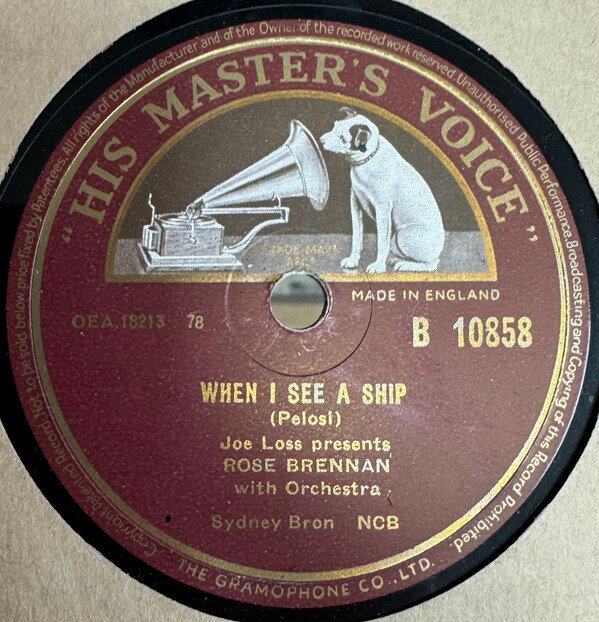 Not to be sold below price fixed by Patentees. All rights of the Manufacturer and of the Owner of the recorded work reserved. Unauthorised Public Performance, Broadcasting and Copying of this Record Prohibited.
"HIS MASTER'S VOICE"
TRADE MARK
MADE IN ENGLAND
OEA.18213 78
B 10858
WHEN I SEE A SHIP
(Pelosi)
Joe Loss presents
ROSE BRENNAN
with Orchestra
Sydney Bron NCB
Copyright Patented Record.
THE GRAMOPHONE CO., LTD.